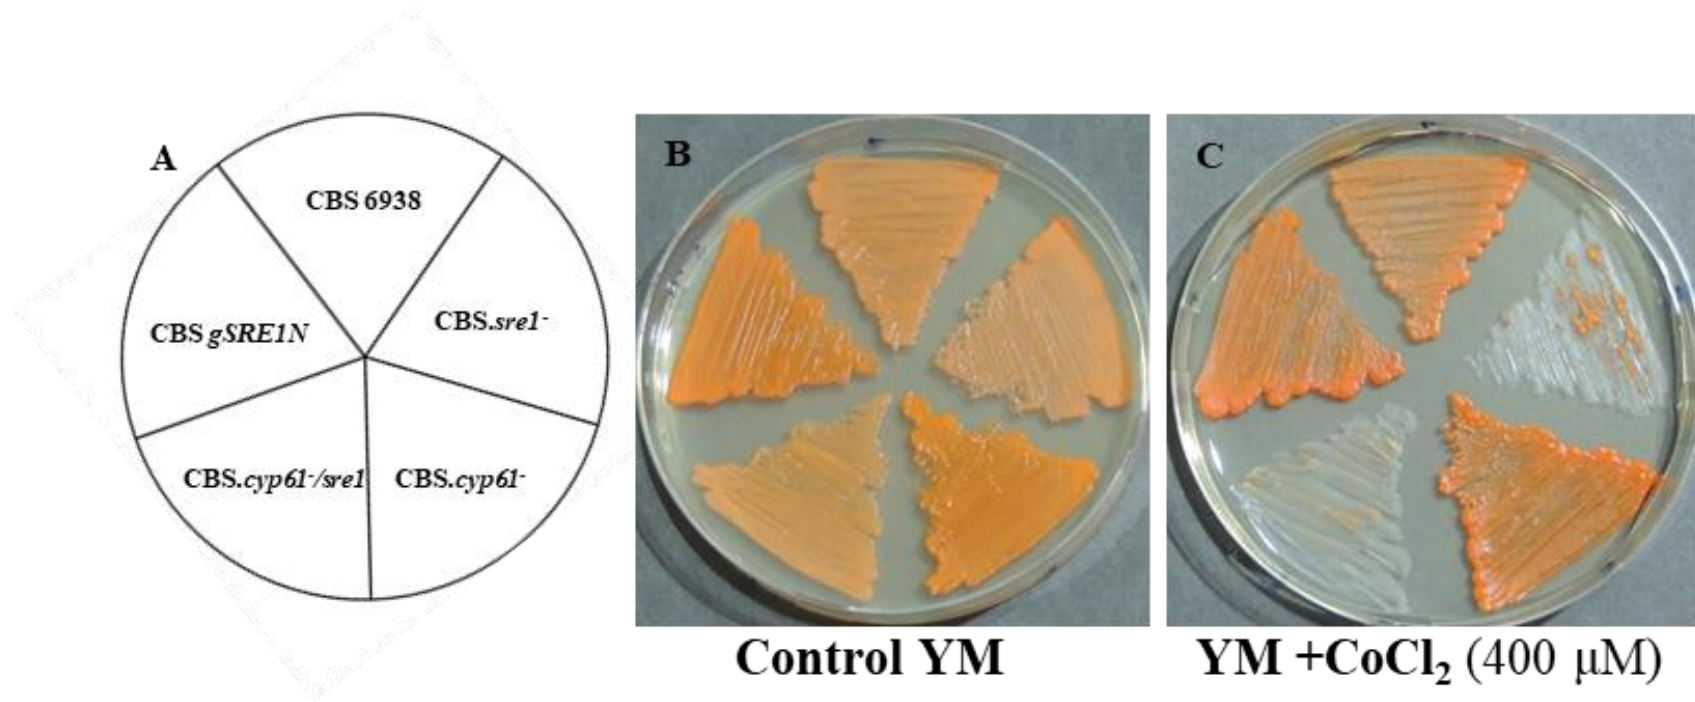 A
CBS 6938
CBS gSRE1N
CBS.sre1-
CBS.cyp61-/sre1
CBS.cyp61-
B
C
Control YM
YM +CoCl₂ (400 μM)